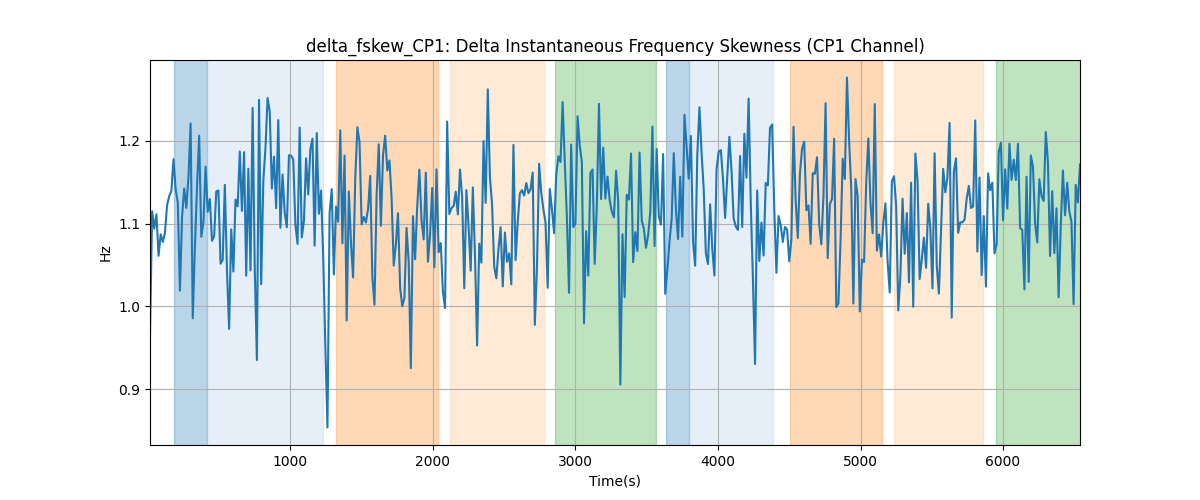 delta_fskew_CP1: Delta Instantaneous Frequency Skewness (CP1 Channel)
Hz
1.2
1.1
1.0
0.9
1000 2000 3000 4000 5000 6000
Time(s)